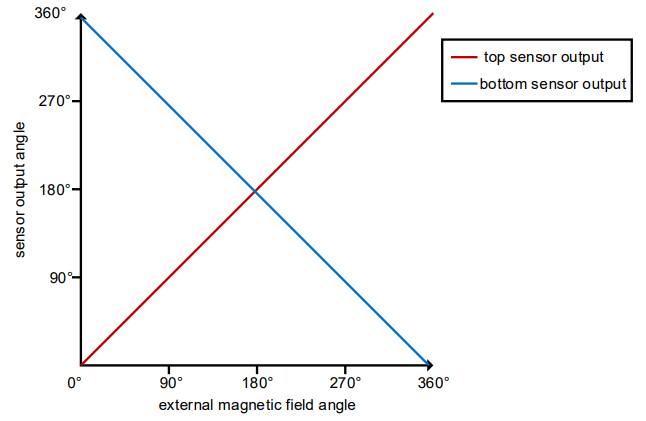 360°
270°
180°
90°
sensor output angle
0°
90°
180°
270°
360°
external magnetic field angle
top sensor output
bottom sensor output